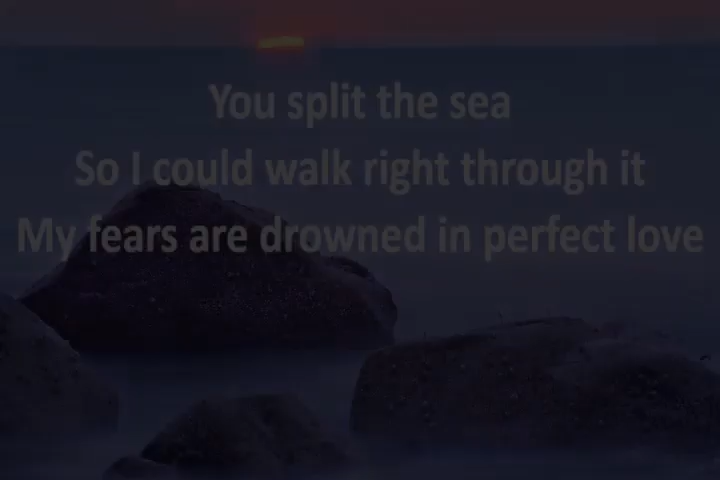 You split the sea
So I could walk right through it
My fears are drowned in perfect love